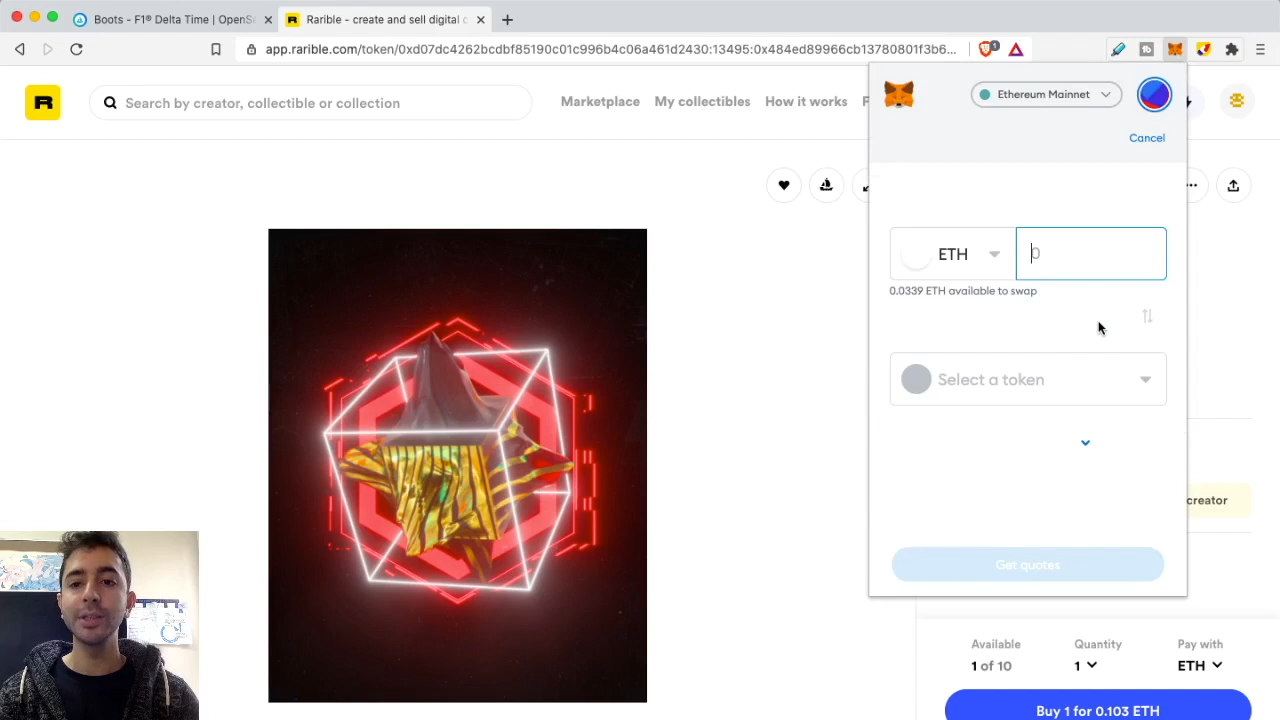 Boots - F1® Delta Time | OpenSe
Rarible - create and sell digital c
app.rarible.com/token/0xd07dc4262bcdbf85190c01c996b4c06a461d2430:13495:0x484ed89966cb13780801f3b6...
1
R
Search by creator, collectible or collection
Marketplace
My collectibles
How it works
Ethereum Mainnet
Cancel
ETH
0
0.0339 ETH available to swap
Select a token
creator
Get quotes
Available
Quantity
Pay with
1 of 10
1
ETH
Buy 1 for 0.103 ETH